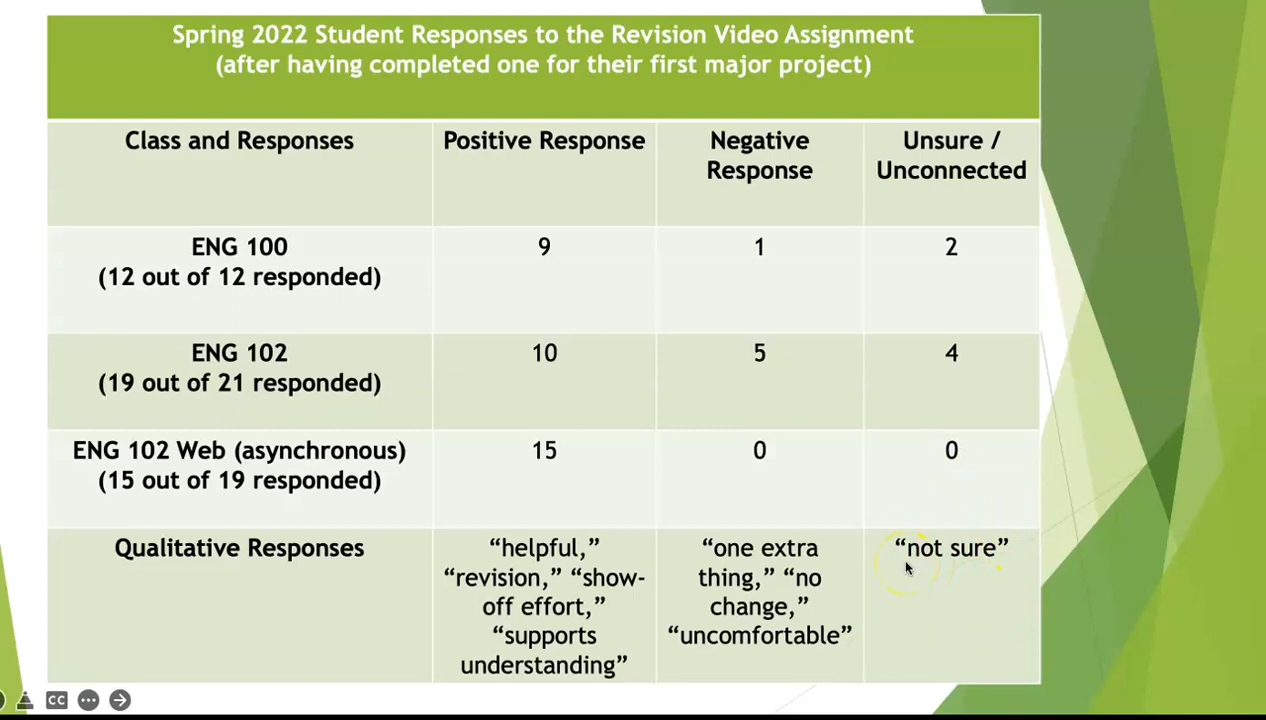 Spring 2022 Student Responses to the Revision Video Assignment
(after having completed one for their first major project)
Class and Responses
Positive Response
Negative
Response
Unsure /
Unconnected
ENG 100
(12 out of 12 responded)
9
1
2
ENG 102
(19 out of 21 responded)
10
5
4
ENG 102 Web (asynchronous)
(15 out of 19 responded)
15
0
0
Qualitative Responses
“helpful,”
“revision,” “show-
off effort,”
“supports
understanding”
“one extra
thing,” “no
change,”
“uncomfortable”
“not sure”
CC